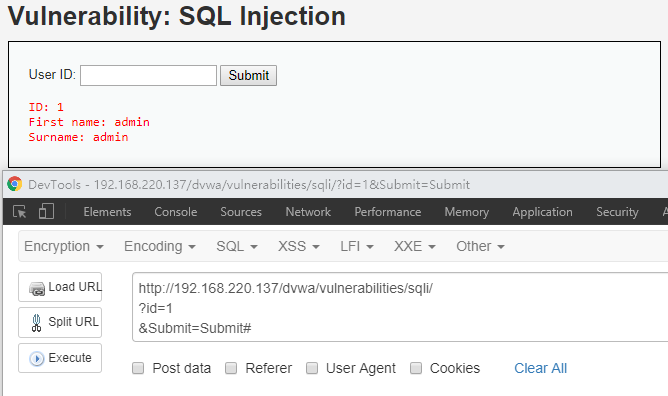 Vulnerability: SQL Injection
User ID: Submit
ID: 1
First name: admin
Surname: admin
DevTools - 192.168.220.137/dvwa/vulnerabilities/sqli/?id=1&Submit=Submit
Elements Console Sources Network Performance Memory Application Security
Encryption Encoding SQL XSS LFI XXE Other
Load URL
http://192.168.220.137/dvwa/vulnerabilities/sqli/
?id=1
Split URL
&Submit=Submit#
Execute
Post data Referer User Agent Cookies Clear All